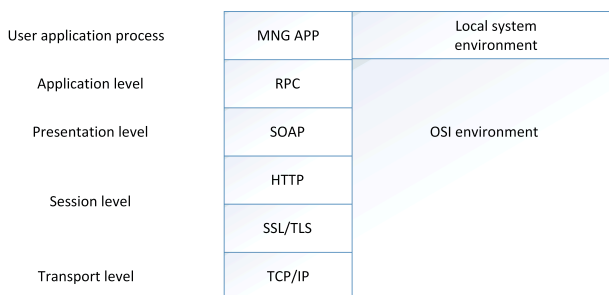 User application process
MNG APP
Local system
environment
Application level
RPC
Presentation level
SOAP
OSI environment
HTTP
Session level
SSL/TLS
Transport level
TCP/IP